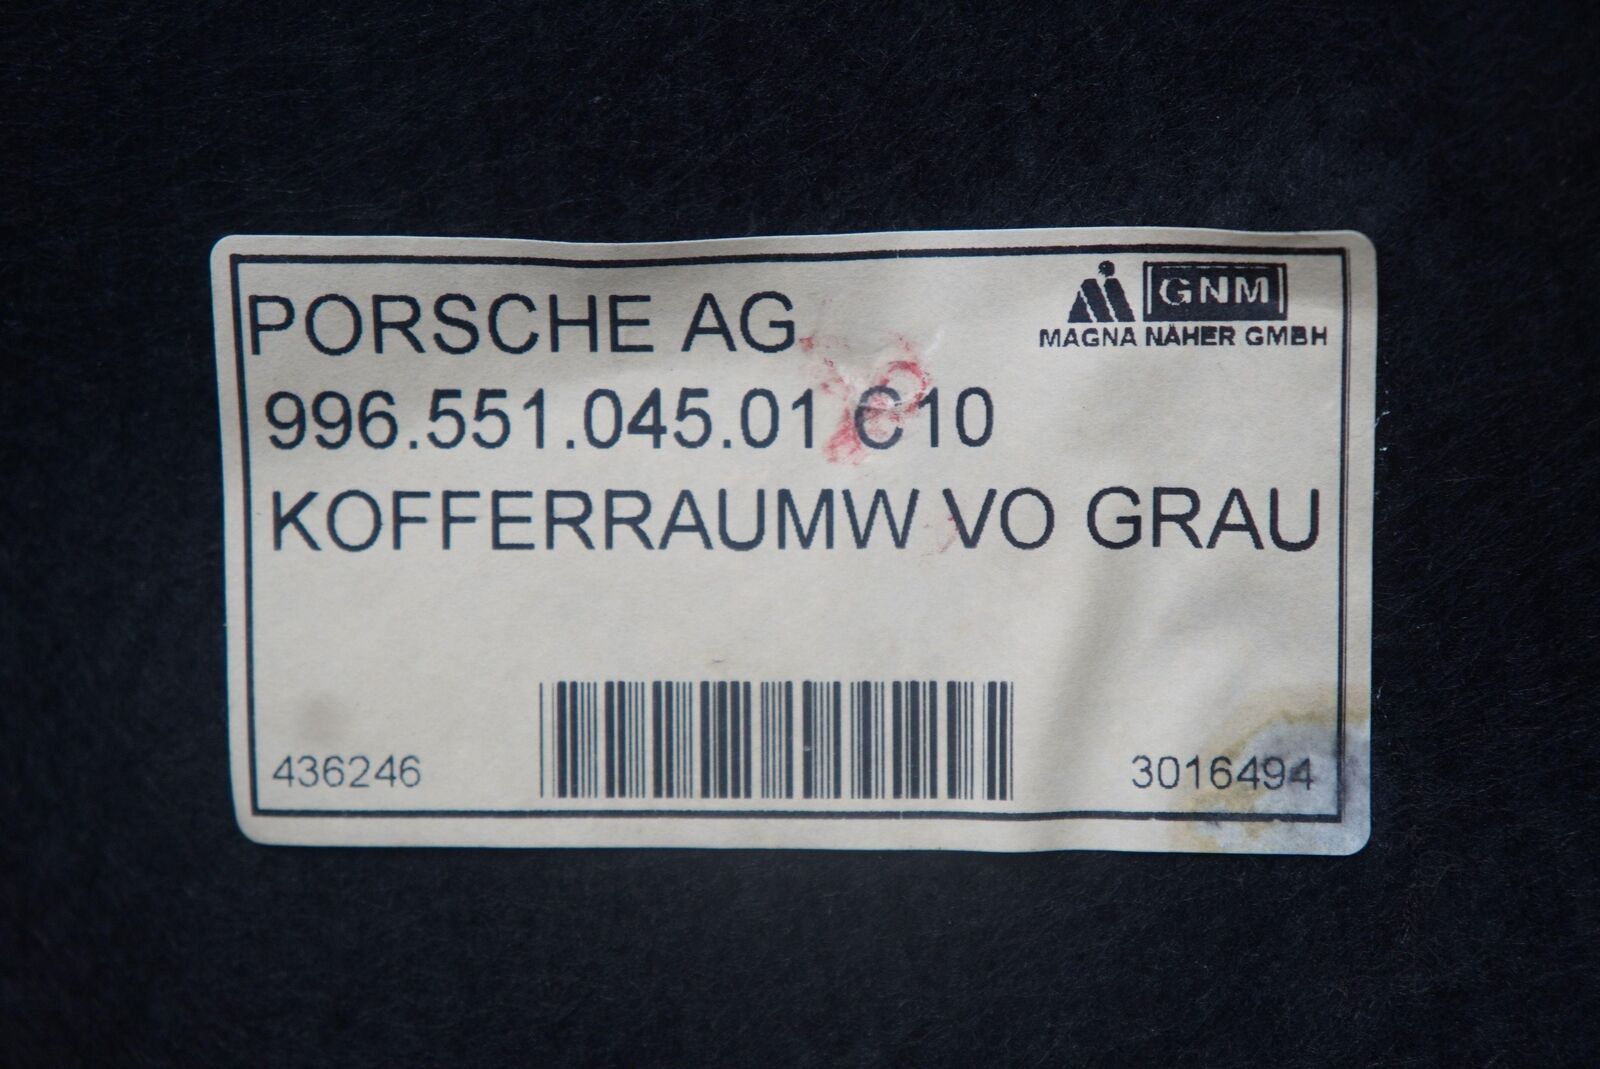 PORSCHE AG
GNM
MAGNA NÄHER GMBH
996.551.045.01 C10
KOFFERRAUMW VO GRAU
436246
3016494